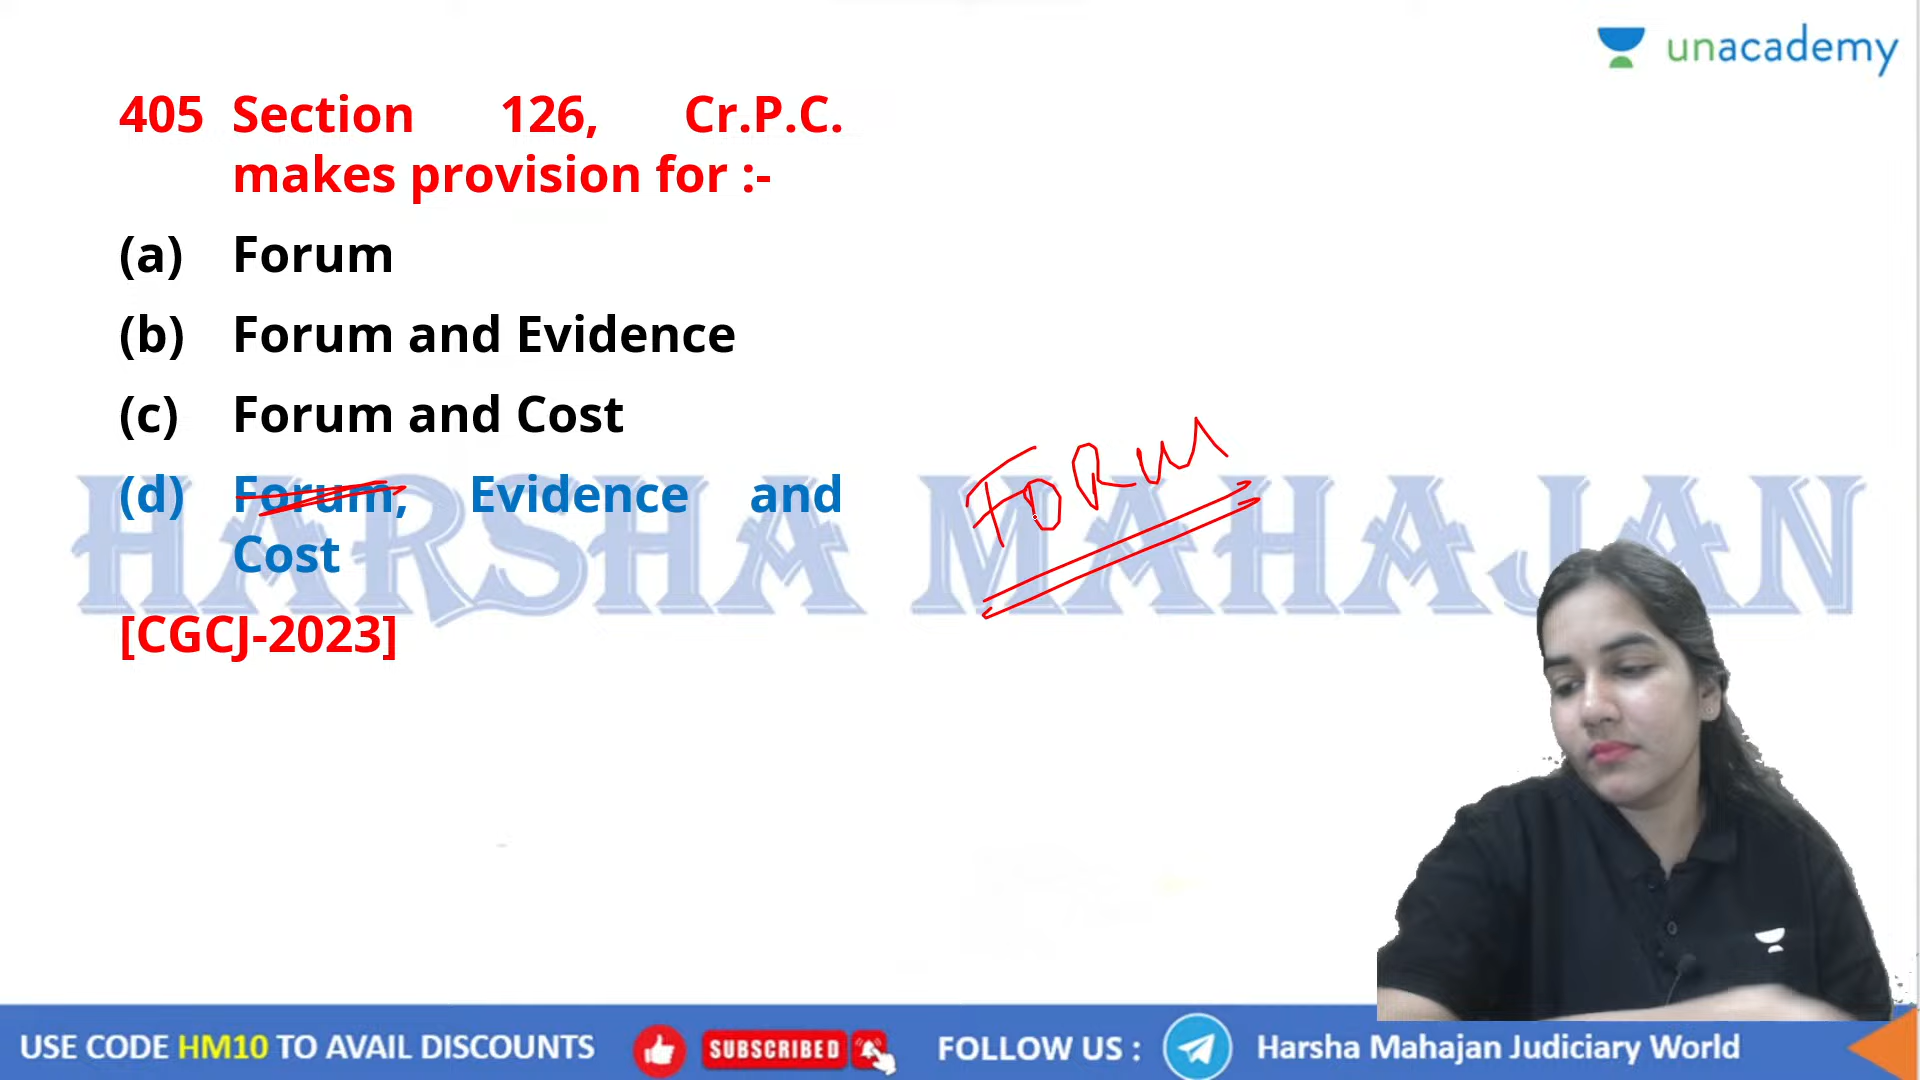 unacademy
405 Section 126, Cr.P.C.
makes provision for :-
(a) Forum
(b) Forum and Evidence
(c) Forum and Cost
(d) Forum, Evidence and
Cost
[CGCJ-2023]
FORUM
HARSHA MAHAJAN
USE CODE HM10 TO AVAIL DISCOUNTS
SUBSCRIBED
FOLLOW US :
Harsha Mahajan Judiciary World